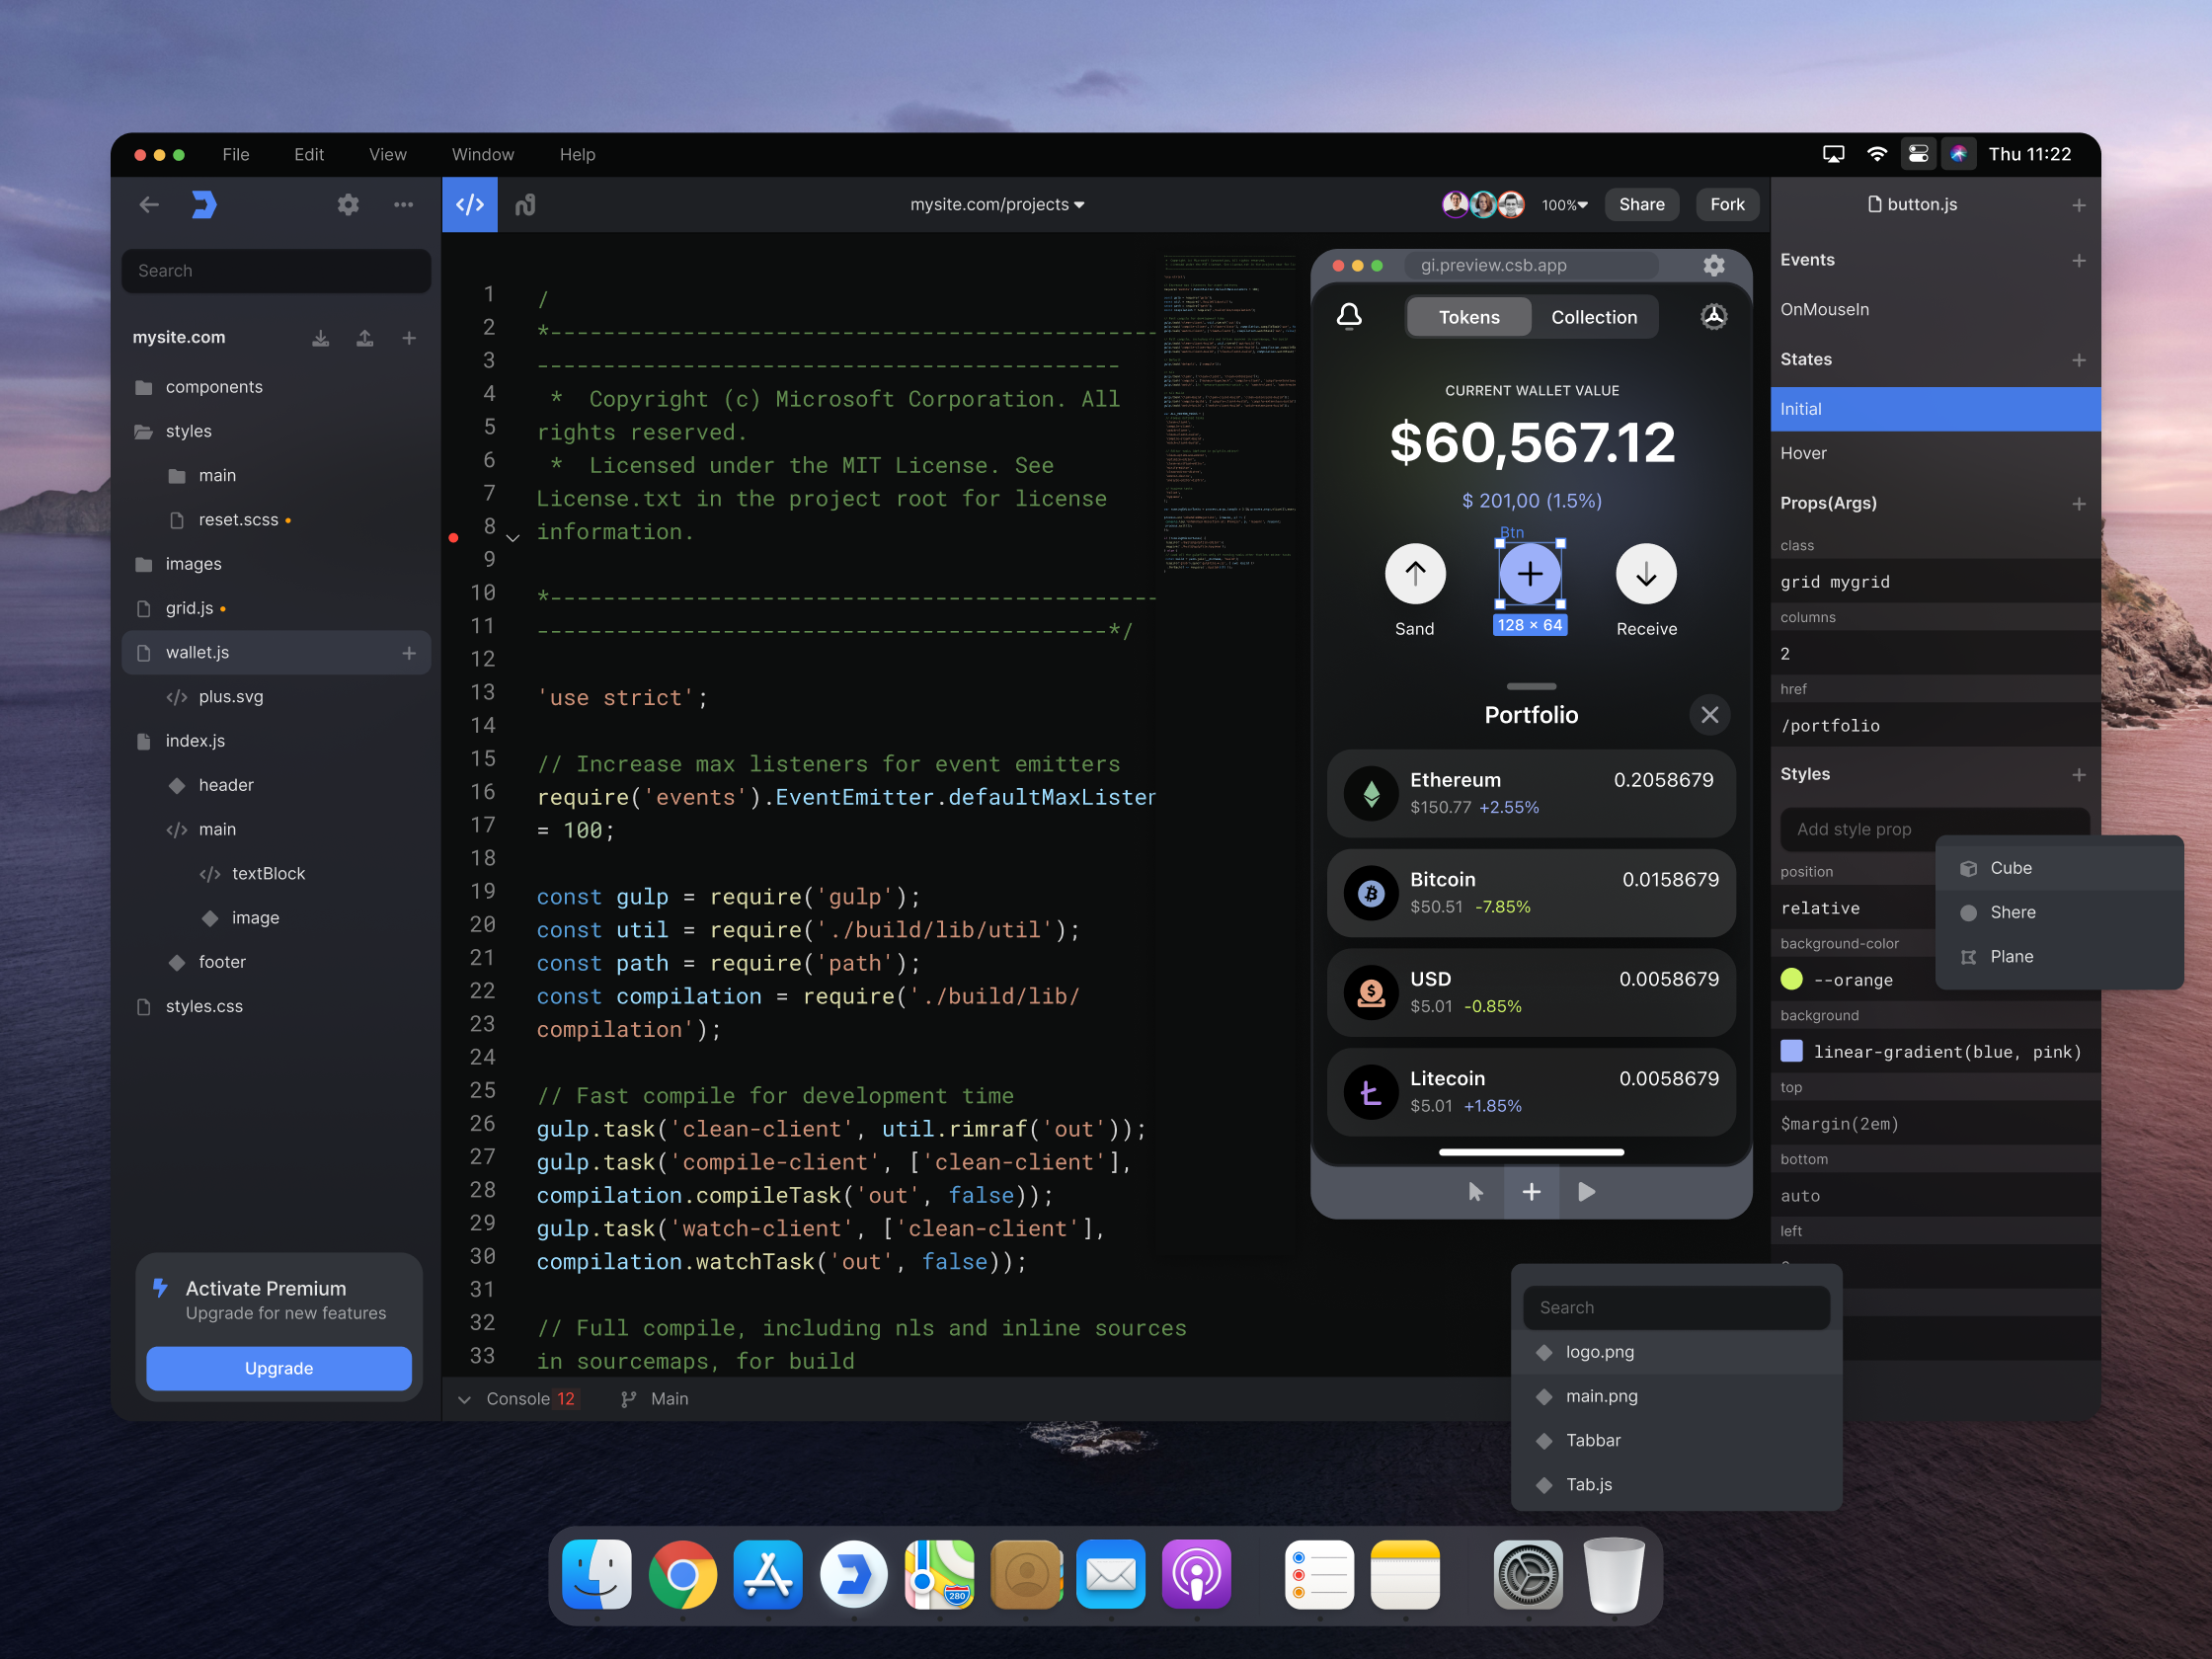 File Edit View Window Help
Thu 11:22
mysite.com/projects
100%
Share
Fork
button.js
Search
mysite.com
components
styles
main
reset.scss
images
grid.js
wallet.js
plus.svg
index.js
header
main
textBlock
image
footer
styles.css
Activate Premium
Upgrade for new features
Upgrade
1
2
3
4
5
6
7
8
9
10
11
12
13
14
15
16
17
18
19
20
21
22
23
24
25
26
27
28
29
30
31
32
33
/
*----------------------------------------------
--------------------------------------------
* Copyright (c) Microsoft Corporation. All
rights reserved.
* Licensed under the MIT License. See
License.txt in the project root for license
information.
*----------------------------------------------
-------------------------------------------*/
'use strict';
// Increase max listeners for event emitters
require('events').EventEmitter.defaultMaxListener
= 100;
const gulp = require('gulp');
const util = require('./build/lib/util');
const path = require('path');
const compilation = require('./build/lib/
compilation');
// Fast compile for development time
gulp.task('clean-client', util.rimraf('out'));
gulp.task('compile-client', ['clean-client'],
compilation.compileTask('out', false));
gulp.task('watch-client', ['clean-client'],
compilation.watchTask('out', false));
// Full compile, including nls and inline sources
in sourcemaps, for build
Console 12
Main
gi.preview.csb.app
Tokens
Collection
CURRENT WALLET VALUE
$60,567.12
$ 201,00 (1.5%)
Btn
128 × 64
Sand
Receive
Portfolio
Ethereum 0.2058679
$150.77 +2.55%
Bitcoin 0.0158679
$50.51 -7.85%
USD 0.0058679
$5.01 -0.85%
Litecoin 0.0058679
$5.01 +1.85%
Events
OnMouseIn
States
Initial
Hover
Props(Args)
class
grid mygrid
columns
2
href
/portfolio
Styles
Add style prop
position
relative
background-color
--orange
background
linear-gradient(blue, pink)
top
$margin(2em)
bottom
auto
left
Cube
Shere
Plane
Search
logo.png
main.png
Tabbar
Tab.js
280